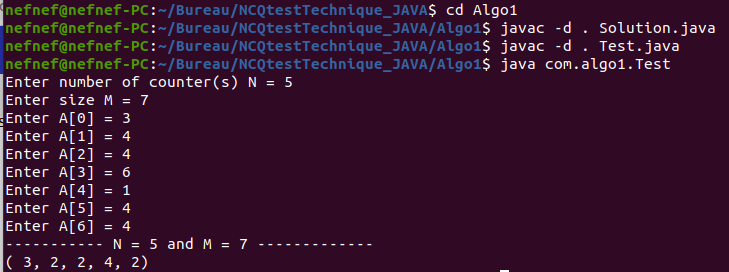 nefnef@nefnef-PC:~/Bureau/NCQtestTechnique_JAVA$ cd Algo1
nefnef@nefnef-PC:~/Bureau/NCQtestTechnique_JAVA/Algo1$ javac -d . Solution.java
nefnef@nefnef-PC:~/Bureau/NCQtestTechnique_JAVA/Algo1$ javac -d . Test.java
nefnef@nefnef-PC:~/Bureau/NCQtestTechnique_JAVA/Algo1$ java com.algo1.Test
Enter number of counter(s) N = 5
Enter size M = 7
Enter A[0] = 3
Enter A[1] = 4
Enter A[2] = 4
Enter A[3] = 6
Enter A[4] = 1
Enter A[5] = 4
Enter A[6] = 4
----------- N = 5 and M = 7 -------------
( 3, 2, 2, 4, 2)